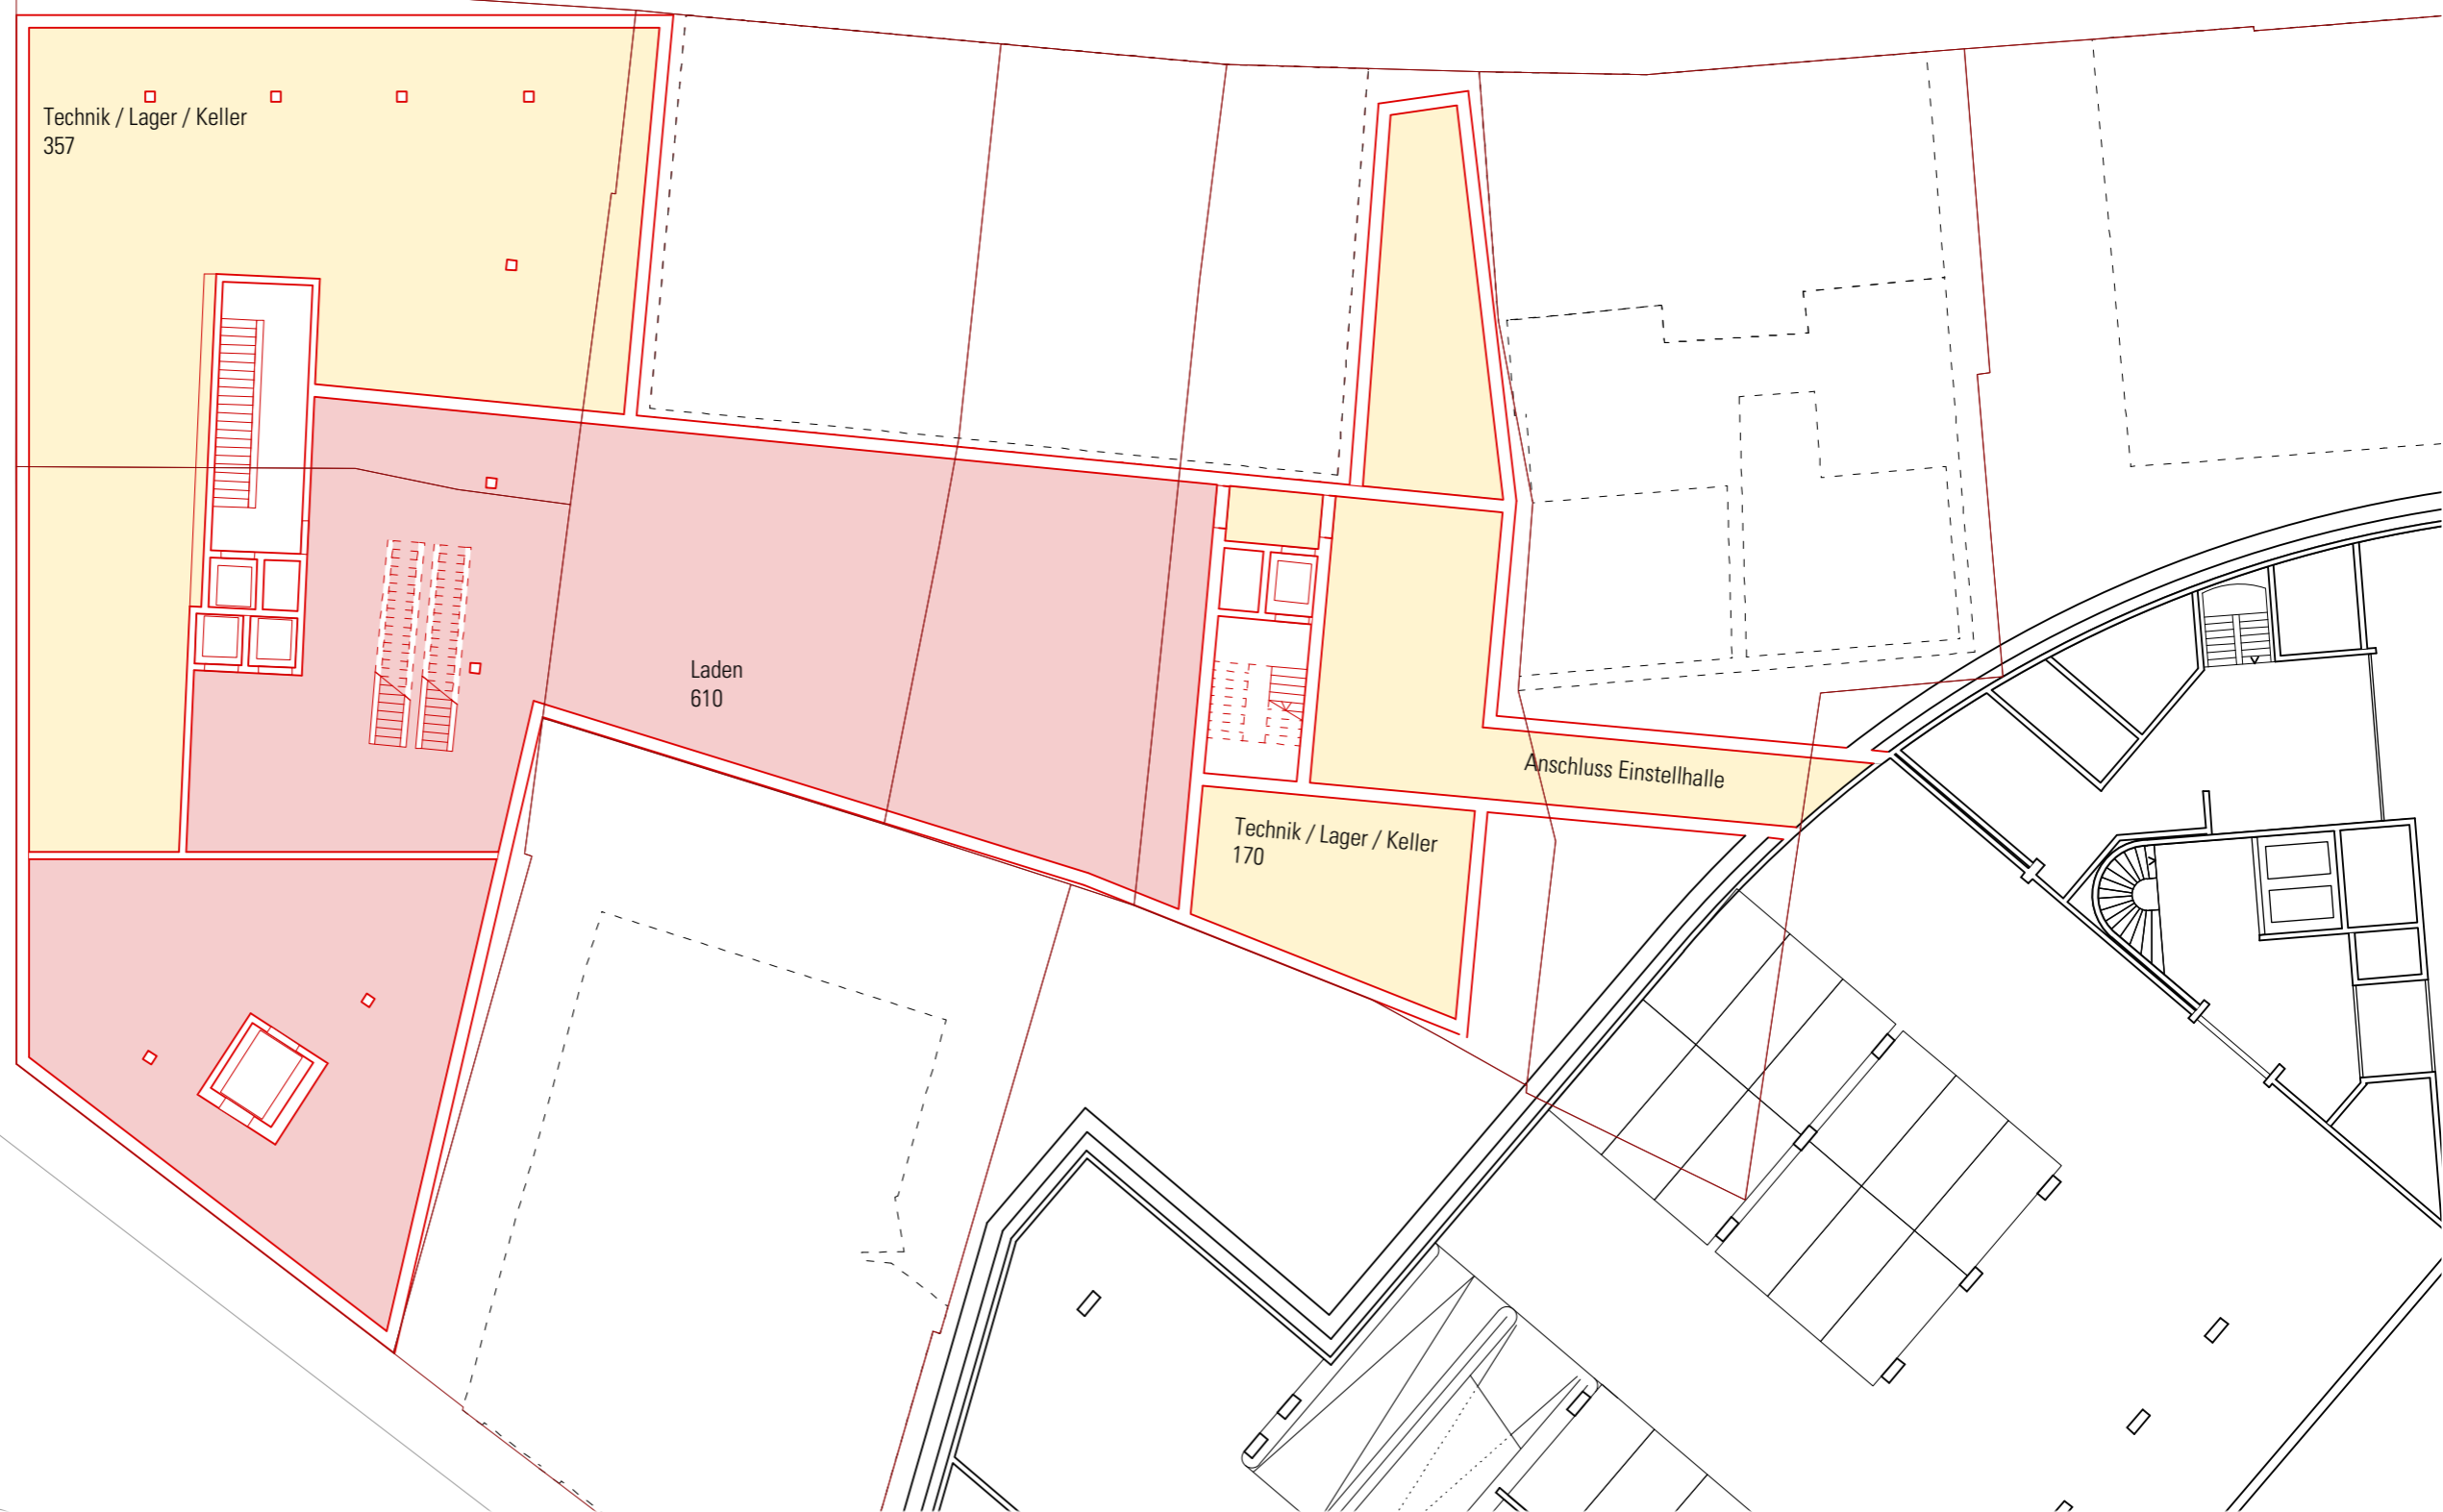 Technik / Lager / Keller
357
Laden
610
Anschluss Einstellhalle
Technik / Lager / Keller
170